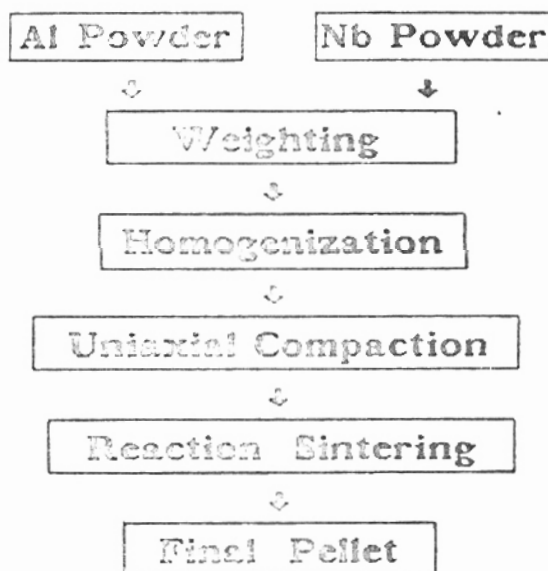 Al Powder Nb Powder
Weighting
Homogenization
Uniaxial Compaction
Reaction Sintering
Final Pellet